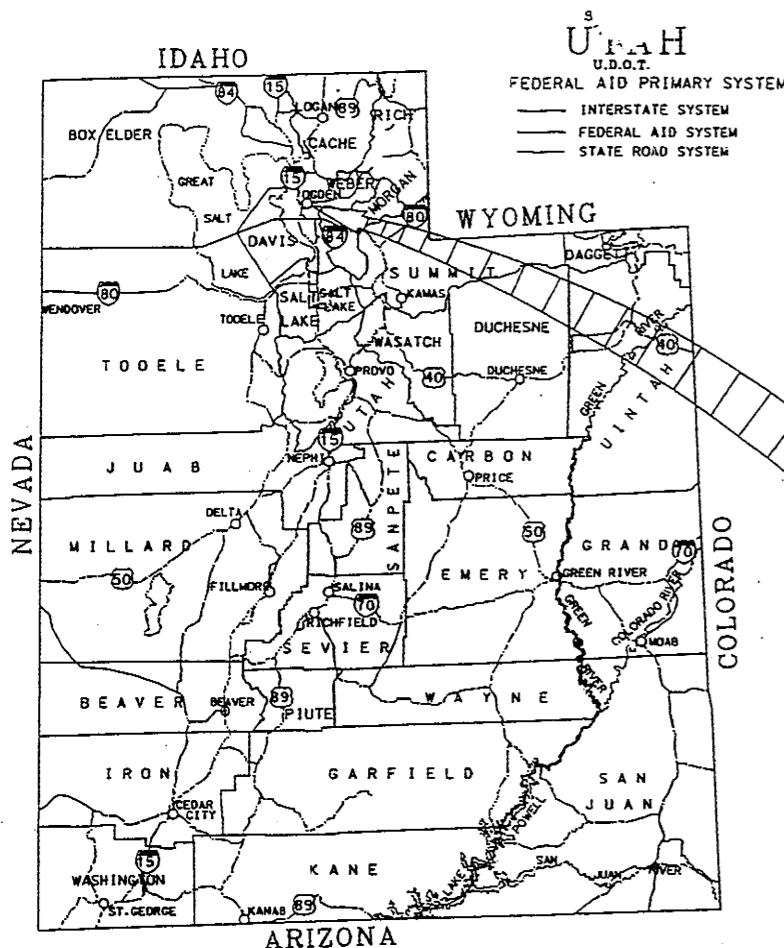 S
UTAH
U.D.O.T.
FEDERAL AID PRIMARY SYSTEM
INTERSTATE SYSTEM
FEDERAL AID SYSTEM
STATE ROAD SYSTEM
IDAHO
84
15
LOGAN
89
RICH
BOX ELDER
CACHE
GREAT
15
WEBER
OGDEN
MORGAN
80
WYOMING
SALT
DAVIS
84
DAGGETT
LAKE
SUMMIT
80
WENDOVER
SALT
LAKE
SALT
LAKE
KAMAS
TOOELE
DUCHESNE
RIVER
WASATCH
40
TOOELE
PROVO
40
DUCHESNE
GREEN
UINTAH
UTAH
15
NEPHI
JUAB
CARBON
PRICE
SANPETE
NEVADA
DELTA
89
50
MILLARD
GRAND
70
50
FILLMORE
SALINA
EMERY
GREEN RIVER
70
RICHFIELD
GREEN
RIVER
COLORADO RIVER
MOAB
COLORADO
SEVIER
BEAVER
BEAVER
89
PIUTE
WAYNE
IRON
GARFIELD
SAN
JUAN
CEDAR
CITY
POWELL
LAKE
15
KANE
SAN
JUAN
RIVER
WASHINGTON
ST.GEORGE
KANAB
89
ARIZONA